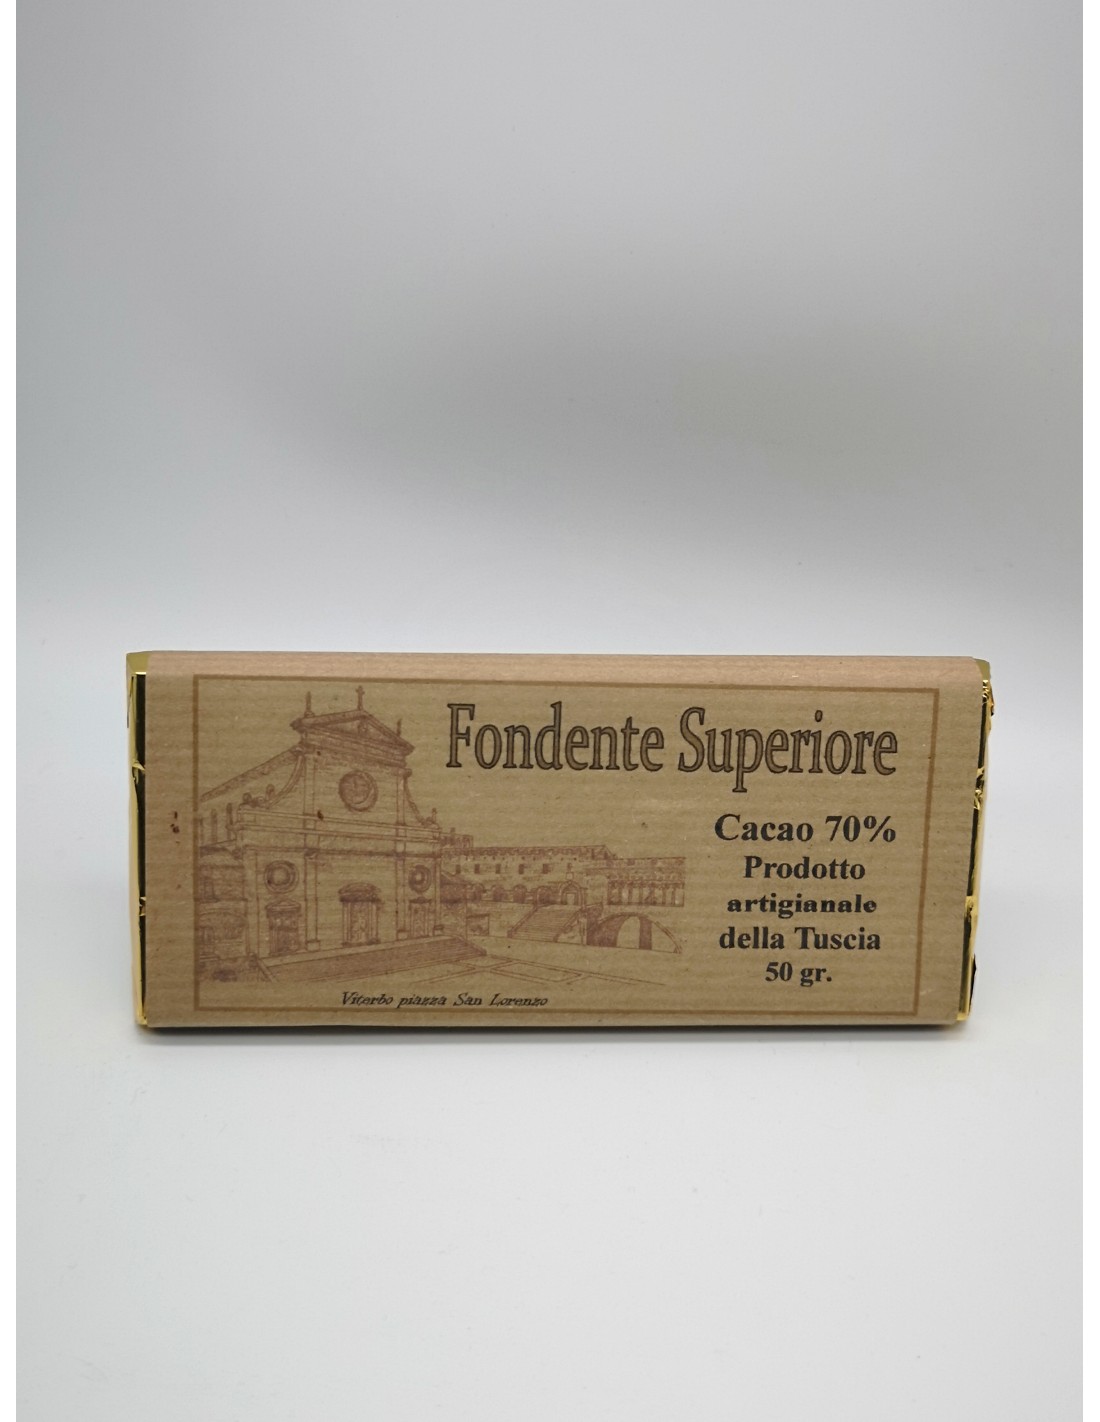 Fondente Superiore
Cacao 70%
Prodotto
artigianale
della Tuscia
50 gr.
Viterbo piazza San Lorenzo